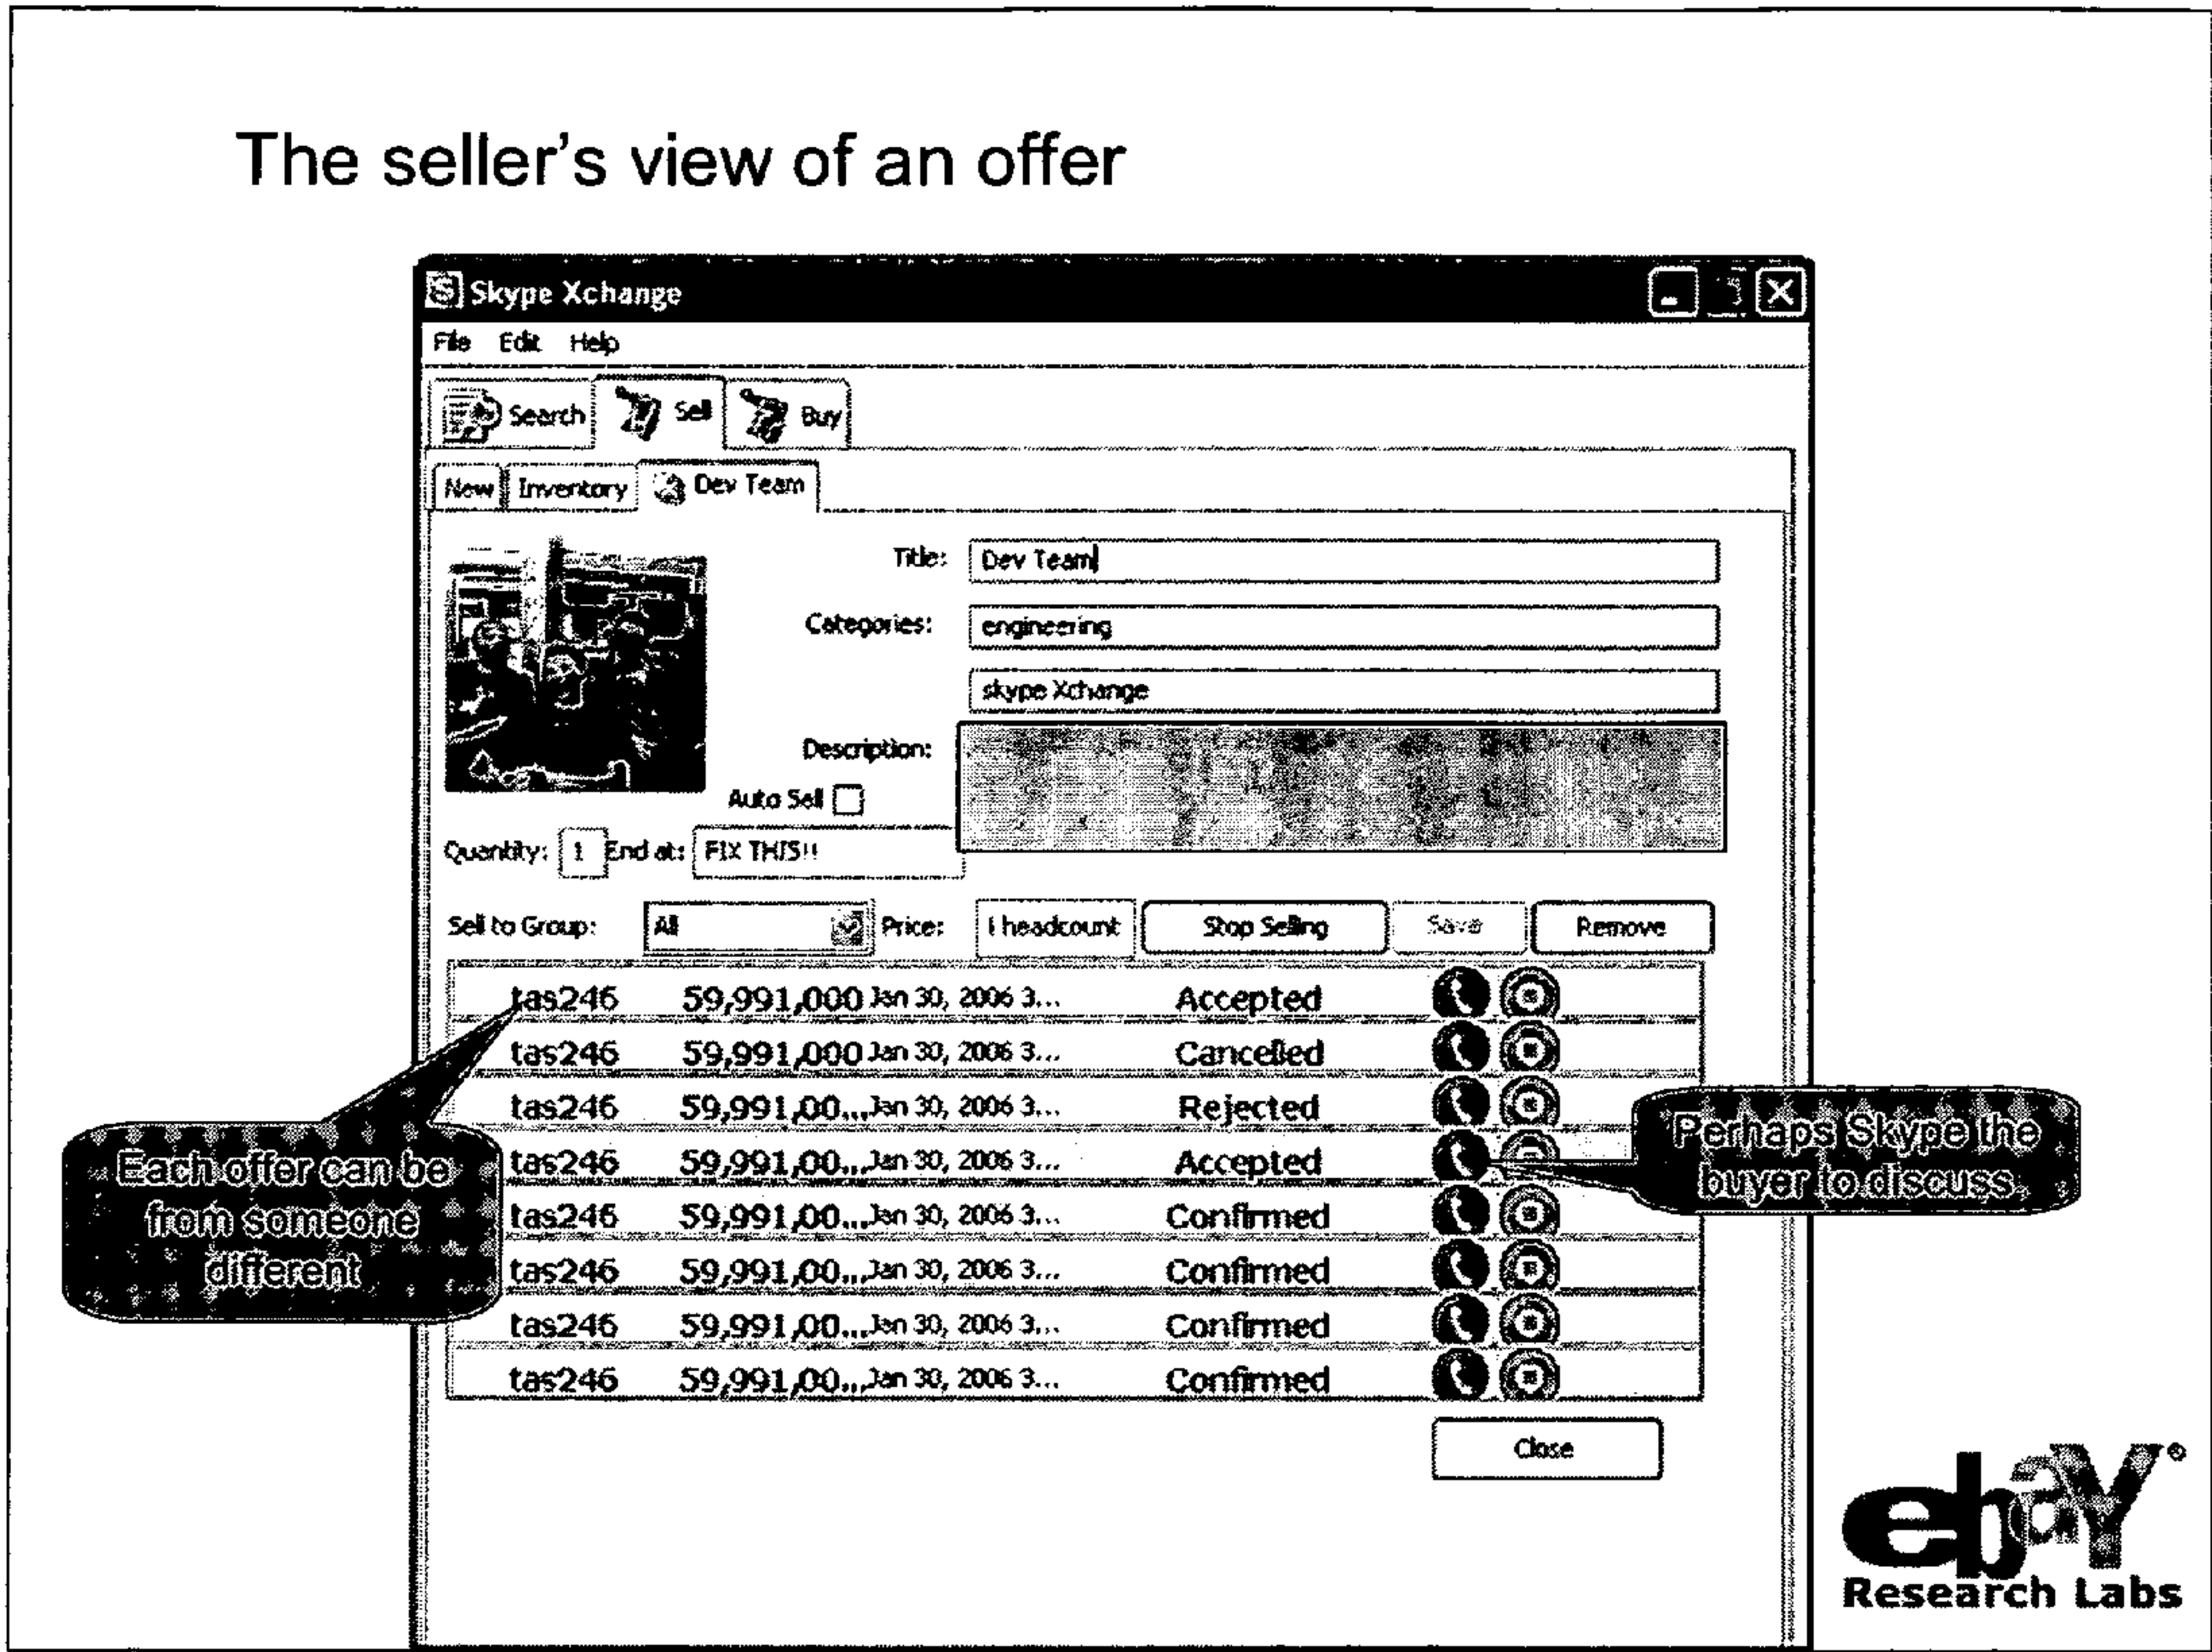 The seller's view of an offer
Skype Xchange
File Edit Help
Search Sell Buy
New Inventory Dev Team
Title: Dev Team
Categories: engineering
skype Xchange
Description:
Auto Sell
Quantity: 1 End at: FIX THIS!!
Sell to Group: All Price: headcount Stop Selling Save Remove
tas246 59,991,000 Jan 30, 2006 3... Accepted
tas246 59,991,000 Jan 30, 2006 3... Cancelled
tas246 59,991,00... Jan 30, 2006 3... Rejected
tas246 59,991,00... Jan 30, 2006 3... Accepted
tas246 59,991,00... Jan 30, 2006 3... Confirmed
tas246 59,991,00... Jan 30, 2006 3... Confirmed
tas246 59,991,00... Jan 30, 2006 3... Confirmed
tas246 59,991,00... Jan 30, 2006 3... Confirmed
Each offer can be
from someone
different
Perhaps Skype the
buyer to discuss
Close
ebaY®
Research Labs